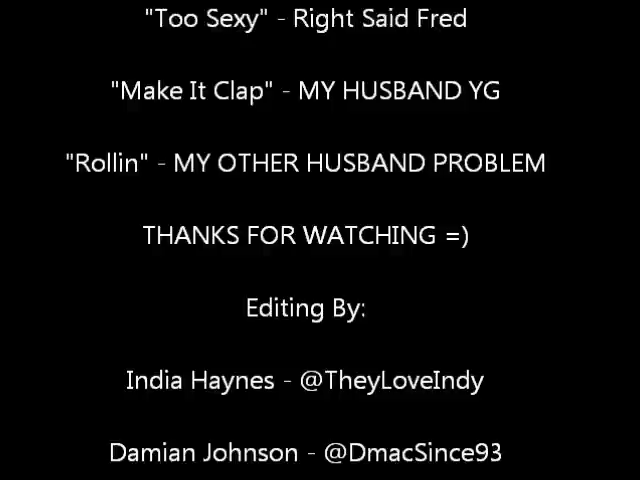 "Too Sexy" - Right Said Fred
"Make It Clap" - MY HUSBAND YG
"Rollin" - MY OTHER HUSBAND PROBLEM
THANKS FOR WATCHING =)
Editing By:
India Haynes - @TheyLoveIndy
Damian Johnson - @DmacSince93